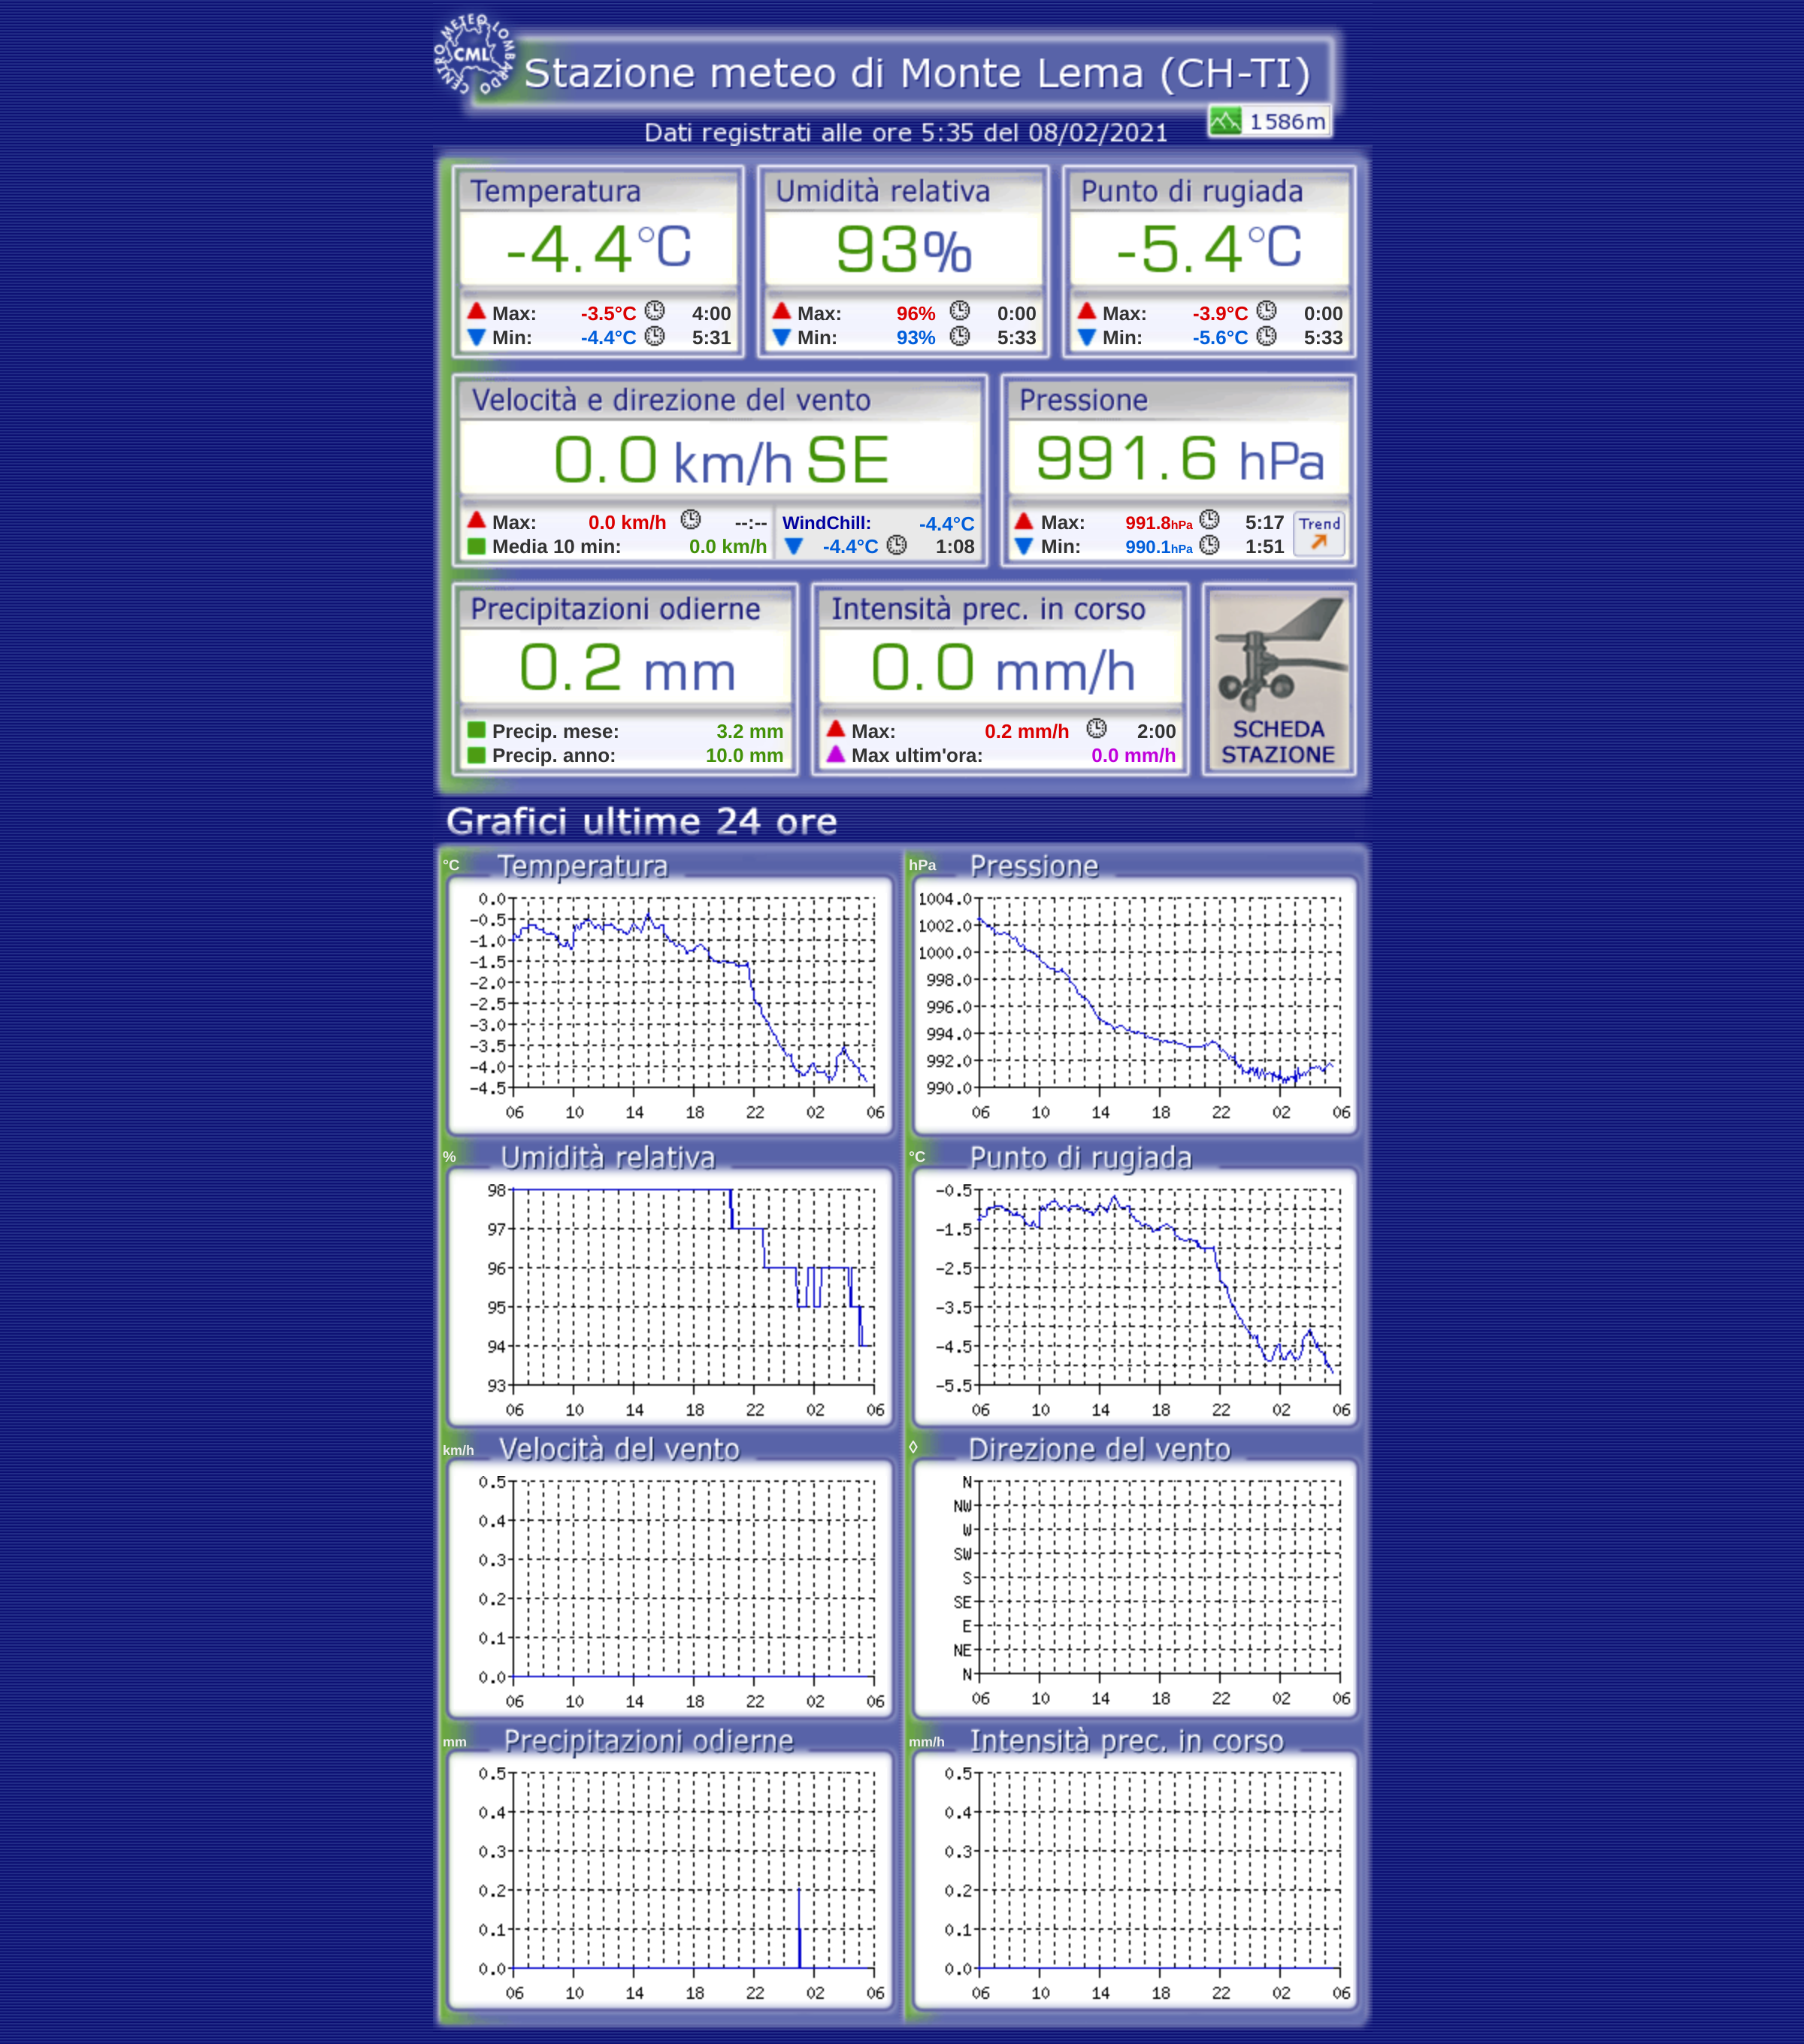 CENTRO METEO LOMBARDO
CML
Stazione meteo di Monte Lema (CH-TI)
1586m
Dati registrati alle ore 5:35 del 08/02/2021
Temperatura
-4.4°C
Max: -3.5°C 4:00
Min: -4.4°C 5:31
Umidità relativa
93%
Max: 96% 0:00
Min: 93% 5:33
Punto di rugiada
-5.4°C
Max: -3.9°C 0:00
Min: -5.6°C 5:33
Velocità e direzione del vento
0.0 km/h SE
Max: 0.0 km/h --:--
Media 10 min: 0.0 km/h
WindChill: -4.4°C
-4.4°C 1:08
Pressione
991.6 hPa
Max: 991.8hPa 5:17
Min: 990.1hPa 1:51
Trend
Precipitazioni odierne
0.2 mm
Precip. mese: 3.2 mm
Precip. anno: 10.0 mm
Intensità prec. in corso
0.0 mm/h
Max: 0.2 mm/h 2:00
Max ultim'ora: 0.0 mm/h
SCHEDA
STAZIONE
Grafici ultime 24 ore
°C Temperatura
0.0
-0.5
-1.0
-1.5
-2.0
-2.5
-3.0
-3.5
-4.0
-4.5
06 10 14 18 22 02 06
hPa Pressione
1004.0
1002.0
1000.0
998.0
996.0
994.0
992.0
990.0
06 10 14 18 22 02 06
% Umidità relativa
98
97
96
95
94
93
06 10 14 18 22 02 06
°C Punto di rugiada
-0.5
-1.5
-2.5
-3.5
-4.5
-5.5
06 10 14 18 22 02 06
km/h Velocità del vento
0.5
0.4
0.3
0.2
0.1
0.0
06 10 14 18 22 02 06
◊ Direzione del vento
N
NW
W
SW
S
SE
E
NE
N
06 10 14 18 22 02 06
mm Precipitazioni odierne
0.5
0.4
0.3
0.2
0.1
0.0
06 10 14 18 22 02 06
mm/h Intensità prec. in corso
0.5
0.4
0.3
0.2
0.1
0.0
06 10 14 18 22 02 06